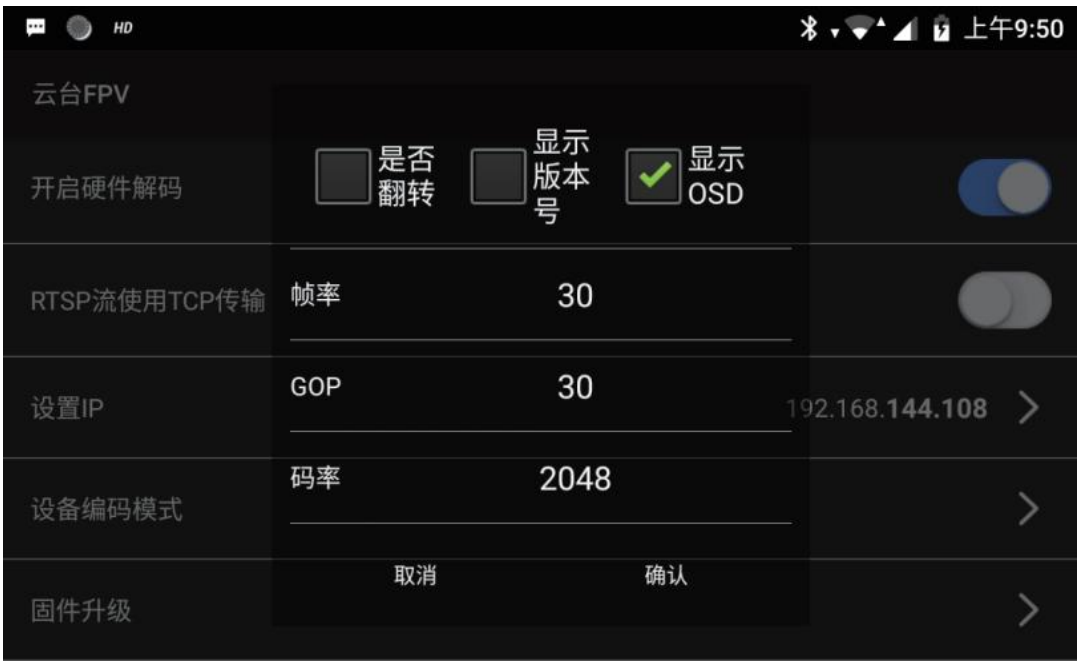 HD 上午9:50
云台FPV
是否
翻转
显示
版本
号
显示
OSD
开启硬件解码
RTSP流使用TCP传输
帧率 30
设置IP
GOP 30
192.168.144.108
码率 2048
设备编码模式
取消 确认
固件升级